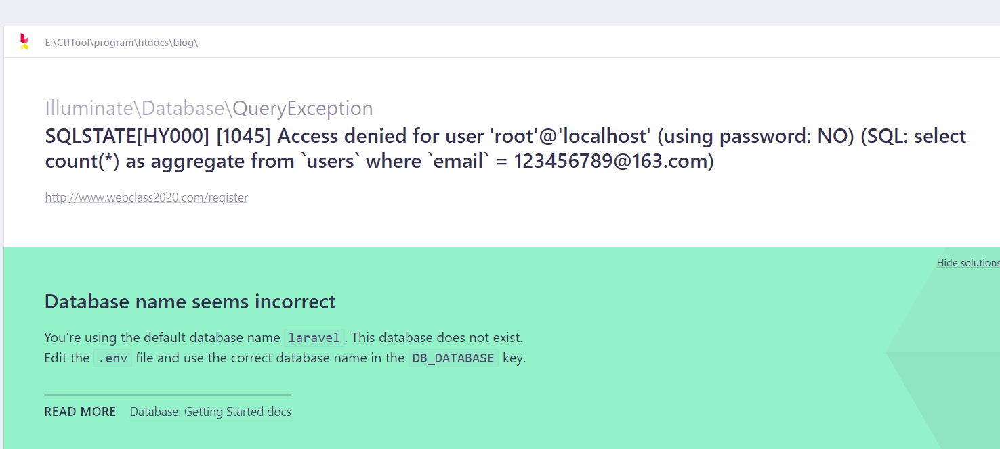 E:\CtfTool\program\htdocs\blog\
Illuminate\Database\QueryException
SQLSTATE[HY000] [1045] Access denied for user 'root'@'localhost' (using password: NO) (SQL: select
count(*) as aggregate from `users` where `email` = 123456789@163.com)
http://www.webclass2020.com/register
Hide solutions
Database name seems incorrect
You're using the default database name laravel. This database does not exist.
Edit the .env file and use the correct database name in the DB_DATABASE key.
READ MORE Database: Getting Started docs